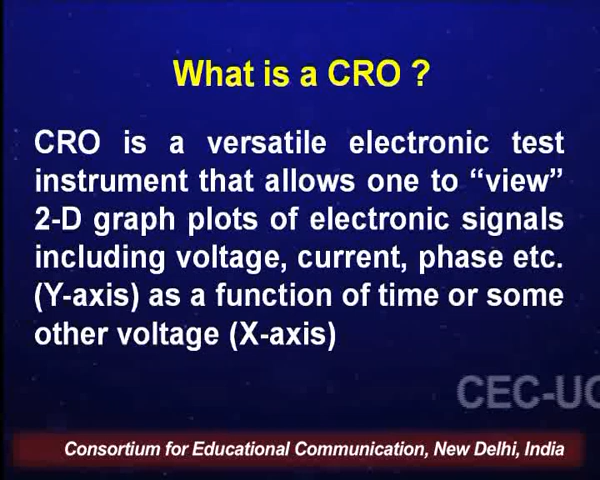 What is a CRO ?
CRO is a versatile electronic test
instrument that allows one to “view”
2-D graph plots of electronic signals
including voltage, current, phase etc.
(Y-axis) as a function of time or some
other voltage (X-axis)
CEC-UG
Consortium for Educational Communication, New Delhi, India